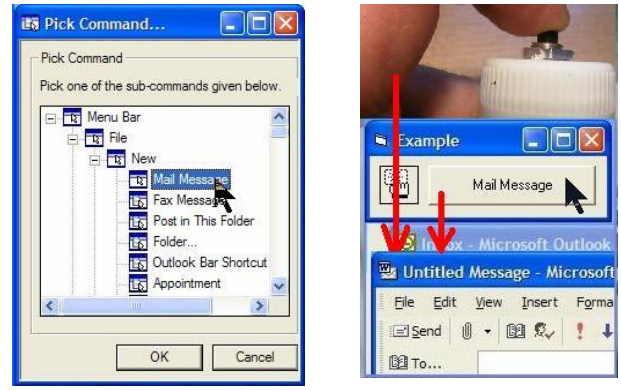 Pick Command...
Pick Command
Pick one of the sub-commands given below.
Menu Bar
File
New
Mail Message
Fax Message
Post in This Folder
Folder...
Outlook Bar Shortcut
Appointment
OK Cancel
Example
Mail Message
Inbox - Microsoft Outlook
Untitled Message - Microsoft
File Edit View Insert Forma
Send
To...